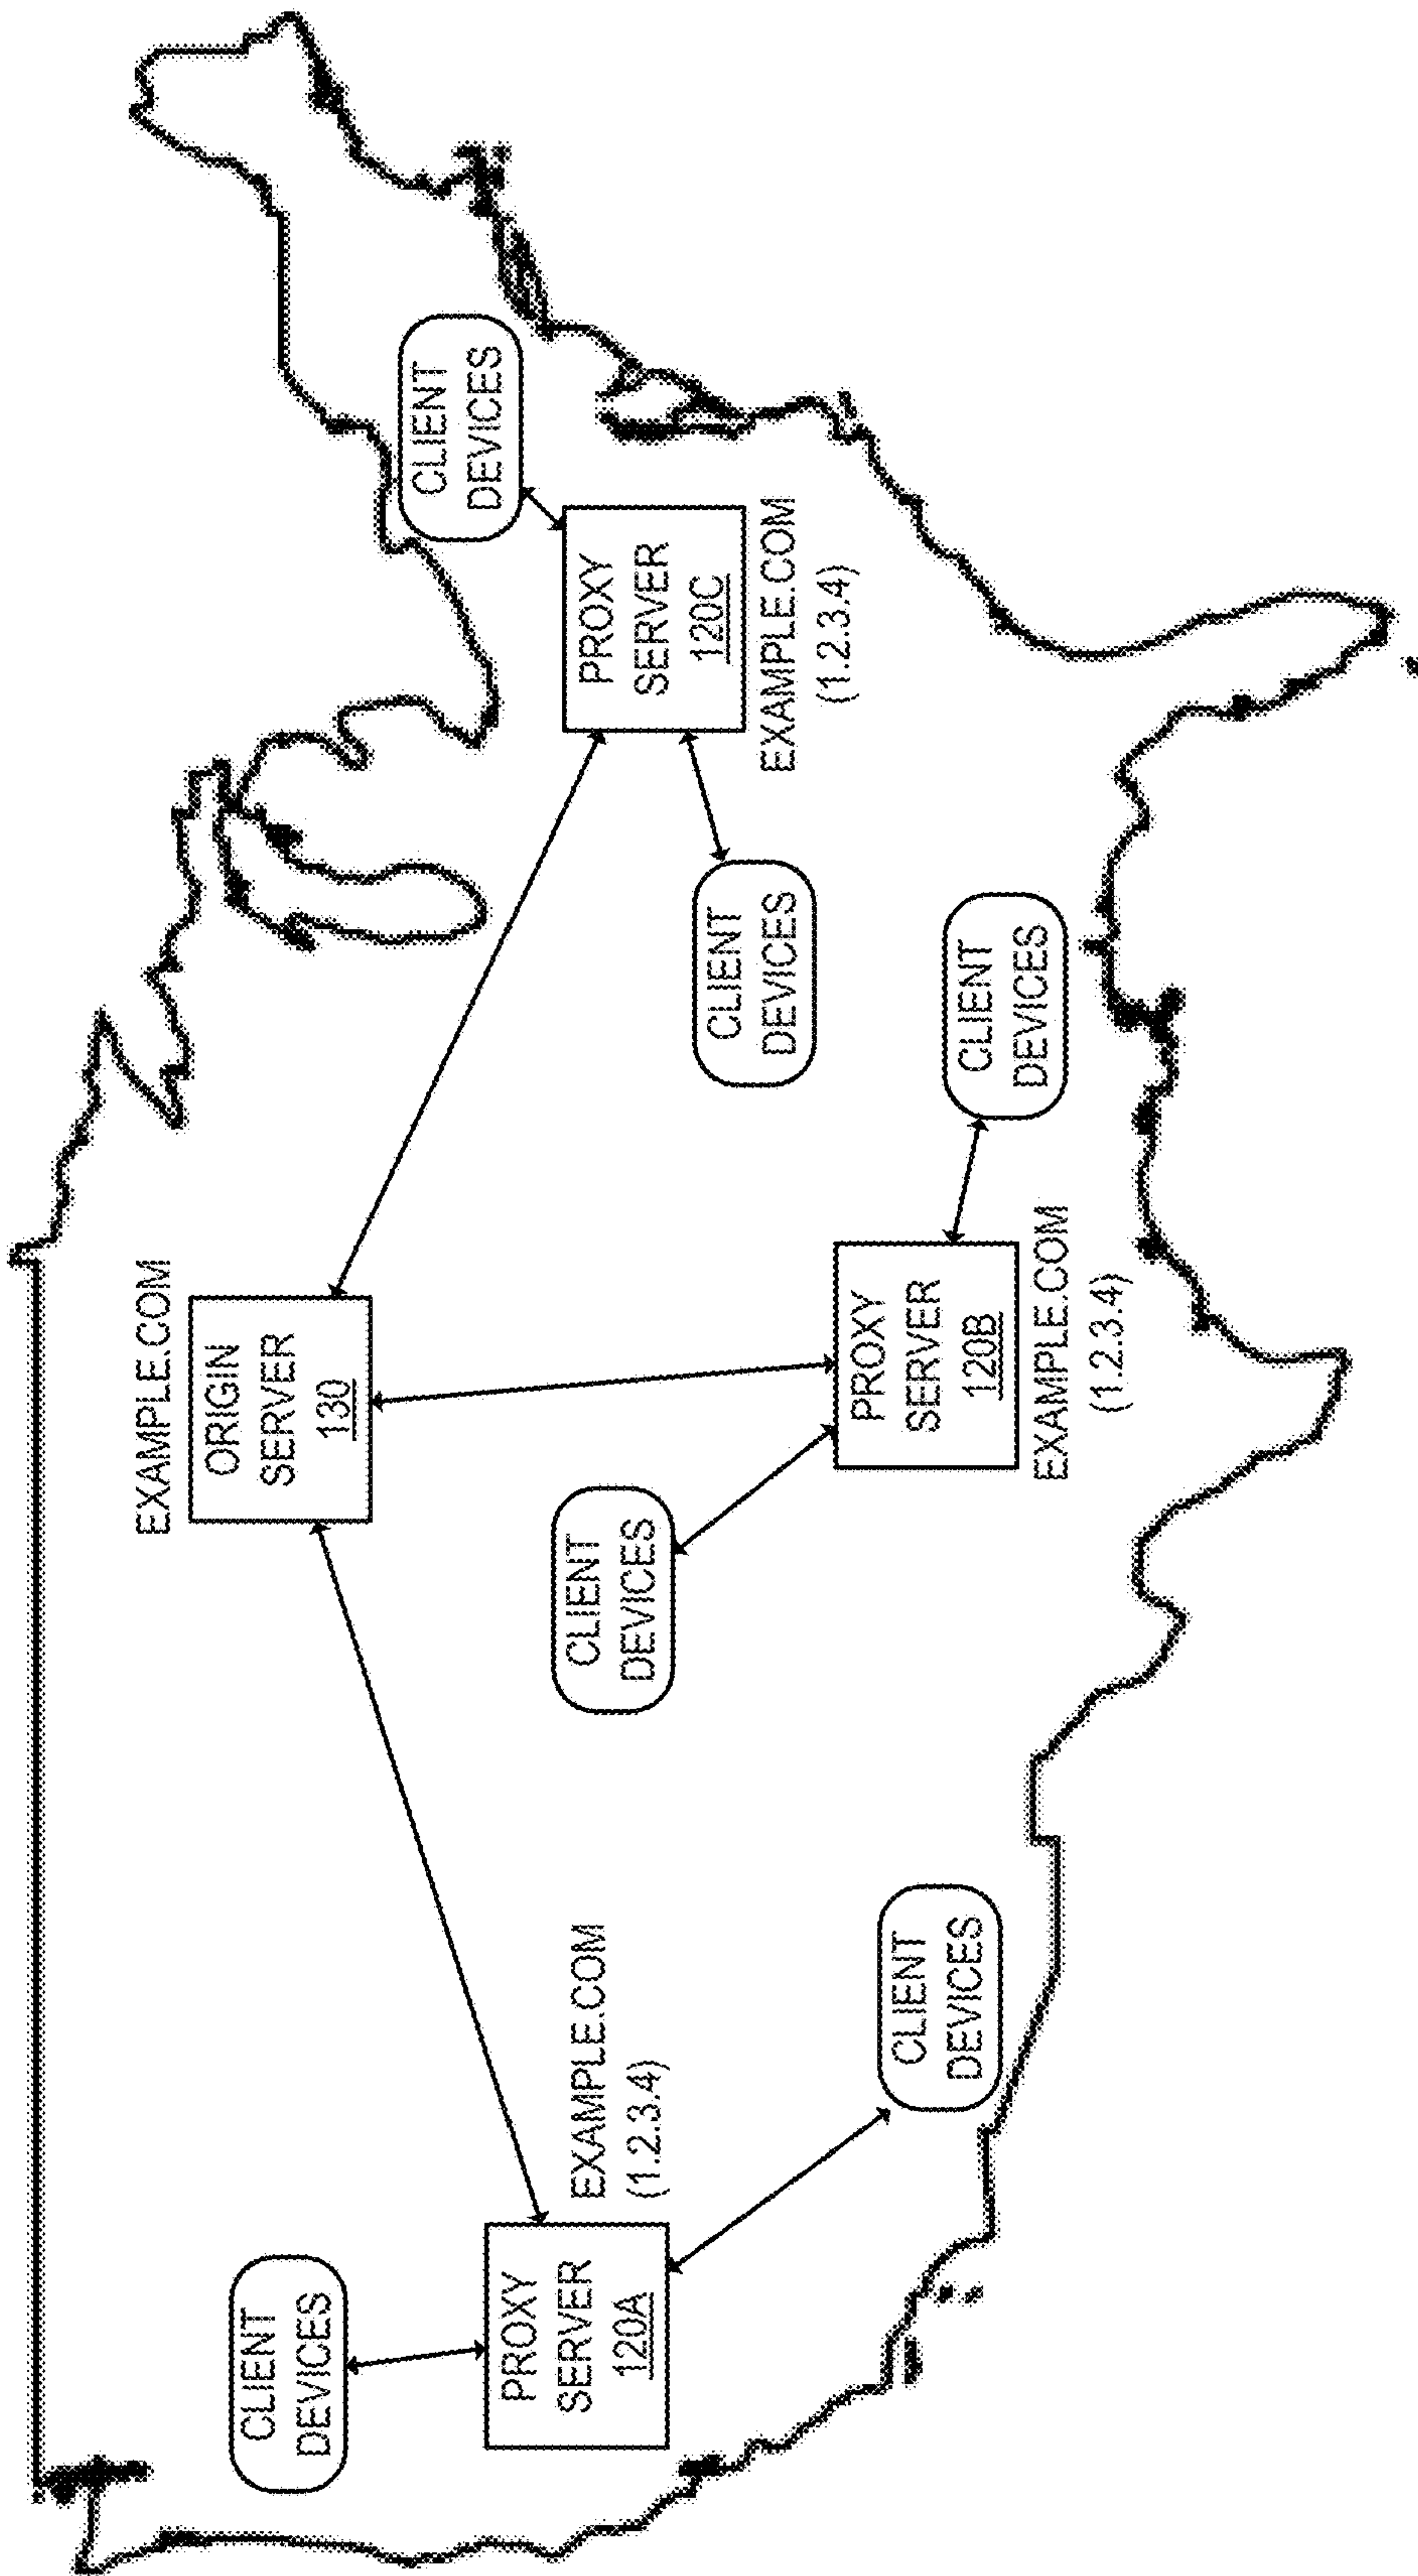 EXAMPLE.COM
ORIGIN
SERVER
130
CLIENT
DEVICES
PROXY
SERVER
120A
EXAMPLE.COM
(1.2.3.4)
CLIENT
DEVICES
CLIENT
DEVICES
PROXY
SERVER
120B
EXAMPLE.COM
(1.2.3.4)
CLIENT
DEVICES
CLIENT
DEVICES
PROXY
SERVER
120C
EXAMPLE.COM
(1.2.3.4)
CLIENT
DEVICES